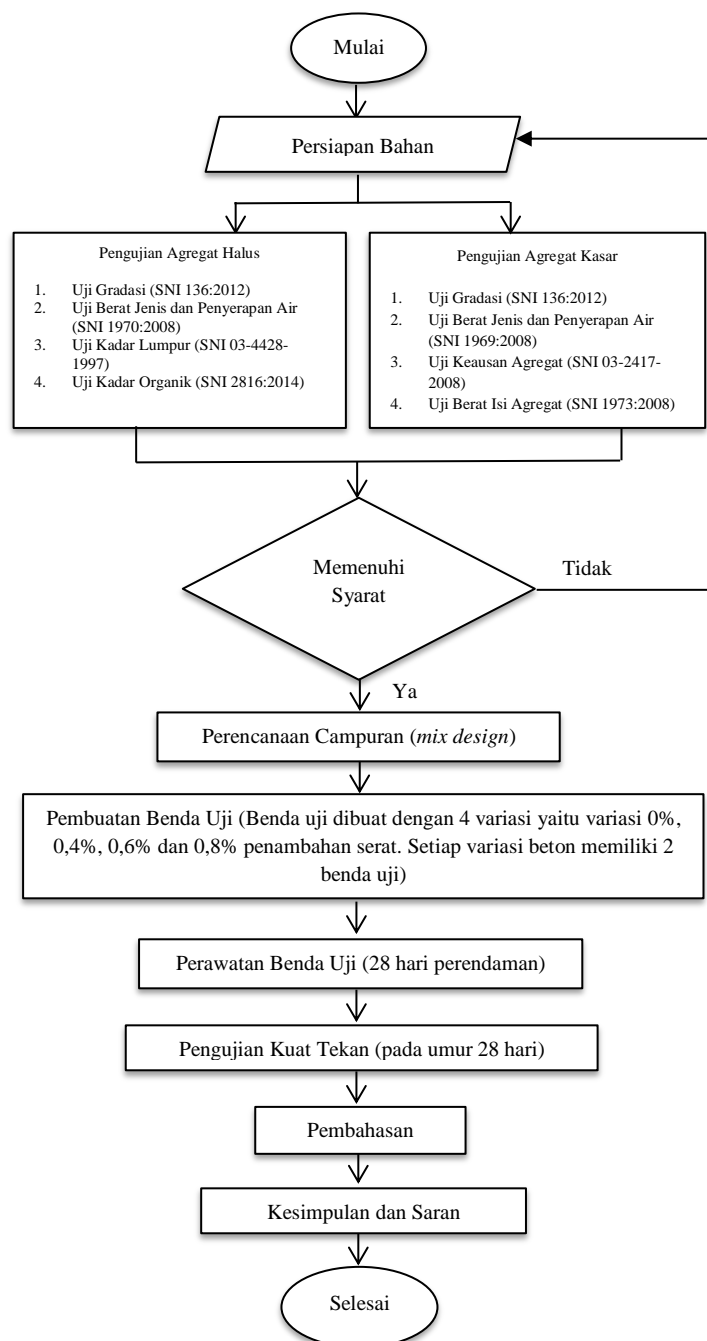 Mulai
Persiapan Bahan
Pengujian Agregat Halus
1. Uji Gradasi (SNI 136:2012)
2. Uji Berat Jenis dan Penyerapan Air
(SNI 1970:2008)
3. Uji Kadar Lumpur (SNI 03-4428-
1997)
4. Uji Kadar Organik (SNI 2816:2014)
Pengujian Agregat Kasar
1. Uji Gradasi (SNI 136:2012)
2. Uji Berat Jenis dan Penyerapan Air
(SNI 1969:2008)
3. Uji Keausan Agregat (SNI 03-2417-
2008)
4. Uji Berat Isi Agregat (SNI 1973:2008)
Memenuhi
Syarat
Tidak
Ya
Perencanaan Campuran (mix design)
Pembuatan Benda Uji (Benda uji dibuat dengan 4 variasi yaitu variasi 0%,
0,4%, 0,6% dan 0,8% penambahan serat. Setiap variasi beton memiliki 2
benda uji)
Perawatan Benda Uji (28 hari perendaman)
Pengujian Kuat Tekan (pada umur 28 hari)
Pembahasan
Kesimpulan dan Saran
Selesai